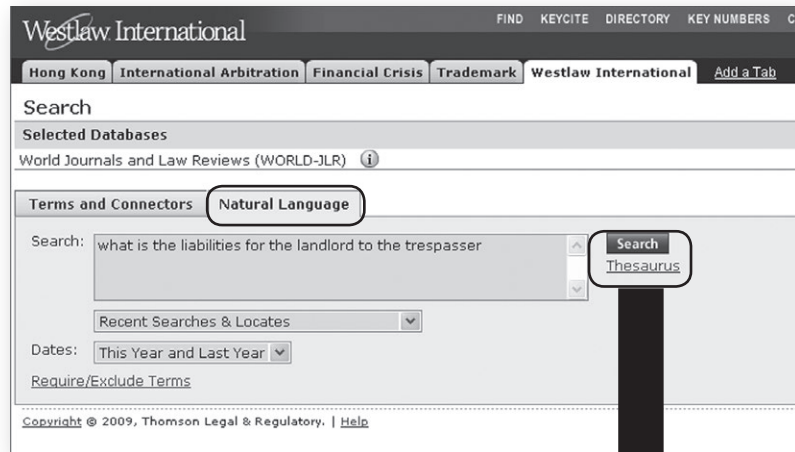 FIND KEYCITE DIRECTORY KEY NUMBERS
Westlaw International
Hong Kong International Arbitration Financial Crisis Trademark Westlaw International Add a Tab
Search
Selected Databases
World Journals and Law Reviews (WORLD-JLR) i
Terms and Connectors Natural Language
Search: what is the liabilities for the landlord to the trespasser Search
Thesaurus
Recent Searches & Locates
Dates: This Year and Last Year
Require/Exclude Terms
Copyright © 2009, Thomson Legal & Regulatory. | Help